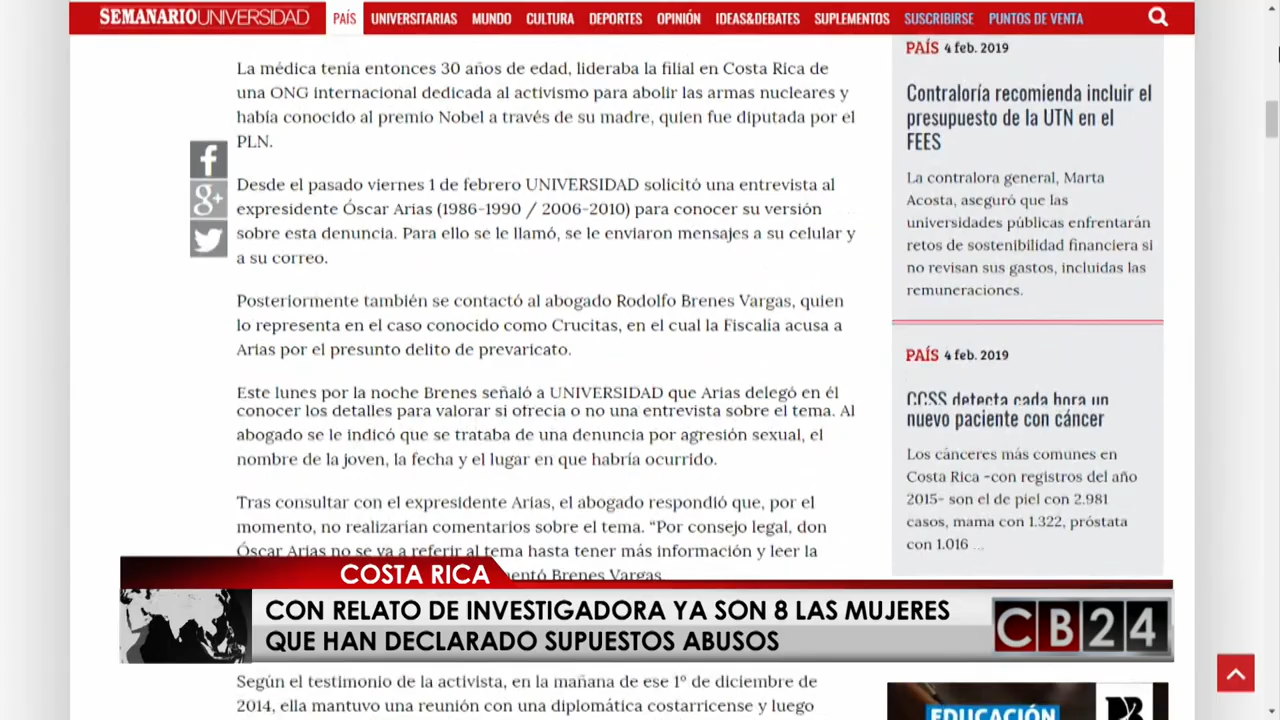 SEMANARIOUNIVERSIDAD
PAÍS UNIVERSITARIAS MUNDO CULTURA DEPORTES OPINIÓN IDEAS&DEBATES SUPLEMENTOS SUSCRIBIRSE PUNTOS DE VENTA
La médica tenía entonces 30 años de edad, lideraba la filial en Costa Rica de
una ONG internacional dedicada al activismo para abolir las armas nucleares y
había conocido al premio Nobel a través de su madre, quien fue diputada por el
PLN.
Desde el pasado viernes 1 de febrero UNIVERSIDAD solicitó una entrevista al
expresidente Óscar Arias (1986-1990 / 2006-2010) para conocer su versión
sobre esta denuncia. Para ello se le llamó, se le enviaron mensajes a su celular y
a su correo.
Posteriormente también se contactó al abogado Rodolfo Brenes Vargas, quien
lo representa en el caso conocido como Crucitas, en el cual la Fiscalía acusa a
Arias por el presunto delito de prevaricato.
Este lunes por la noche Brenes señaló a UNIVERSIDAD que Arias delegó en él
conocer los detalles para valorar si ofrecía o no una entrevista sobre el tema. Al
abogado se le indicó que se trataba de una denuncia por agresión sexual, el
nombre de la joven, la fecha y el lugar en que habría ocurrido.
Tras consultar con el expresidente Arias, el abogado respondió que, por el
momento, no realizarían comentarios sobre el tema. “Por consejo legal, don
Óscar Arias no se va a referir al tema hasta tener más información y leer la
Brenes Vargas.
Según el testimonio de la activista, en la mañana de ese 1º de diciembre de
2014, ella mantuvo una reunión con una diplomática costarricense y luego
f
g+
PAÍS 4 feb. 2019
Contraloría recomienda incluir el
presupuesto de la UTN en el
FEES
La contralora general, Marta
Acosta, aseguró que las
universidades públicas enfrentarán
retos de sostenibilidad financiera si
no revisan sus gastos, incluidas las
remuneraciones.
PAÍS 4 feb. 2019
CCSS detecta cada hora un
nuevo paciente con cáncer
Los cánceres más comunes en
Costa Rica -con registros del año
2015- son el de piel con 2.981
casos, mama con 1.322, próstata
con 1.016 ...
COSTA RICA
CON RELATO DE INVESTIGADORA YA SON 8 LAS MUJERES
QUE HAN DECLARADO SUPUESTOS ABUSOS
CB24
EDUCACIÓN